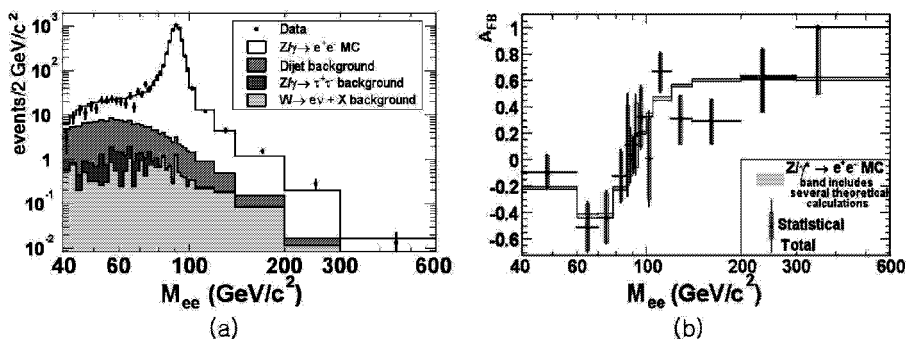 events/2 GeV/c²
10³
10²
10
1
10⁻¹
10⁻²
40
100
200
300
600
M_ee (GeV/c²)
Data
Z/γ→ e⁺e⁻ MC
Dijet background
Z/γ→ τ⁺τ⁻ background
W→ eν + X background
(a)
A_FB
1
0.8
0.6
0.4
0.2
0
-0.2
-0.4
-0.6
40
60
100
200
300
600
M_ee (GeV/c²)
Z/γ* → e⁺e⁻ MC
band includes
several theoretical
calculations
Statistical
Total
(b)